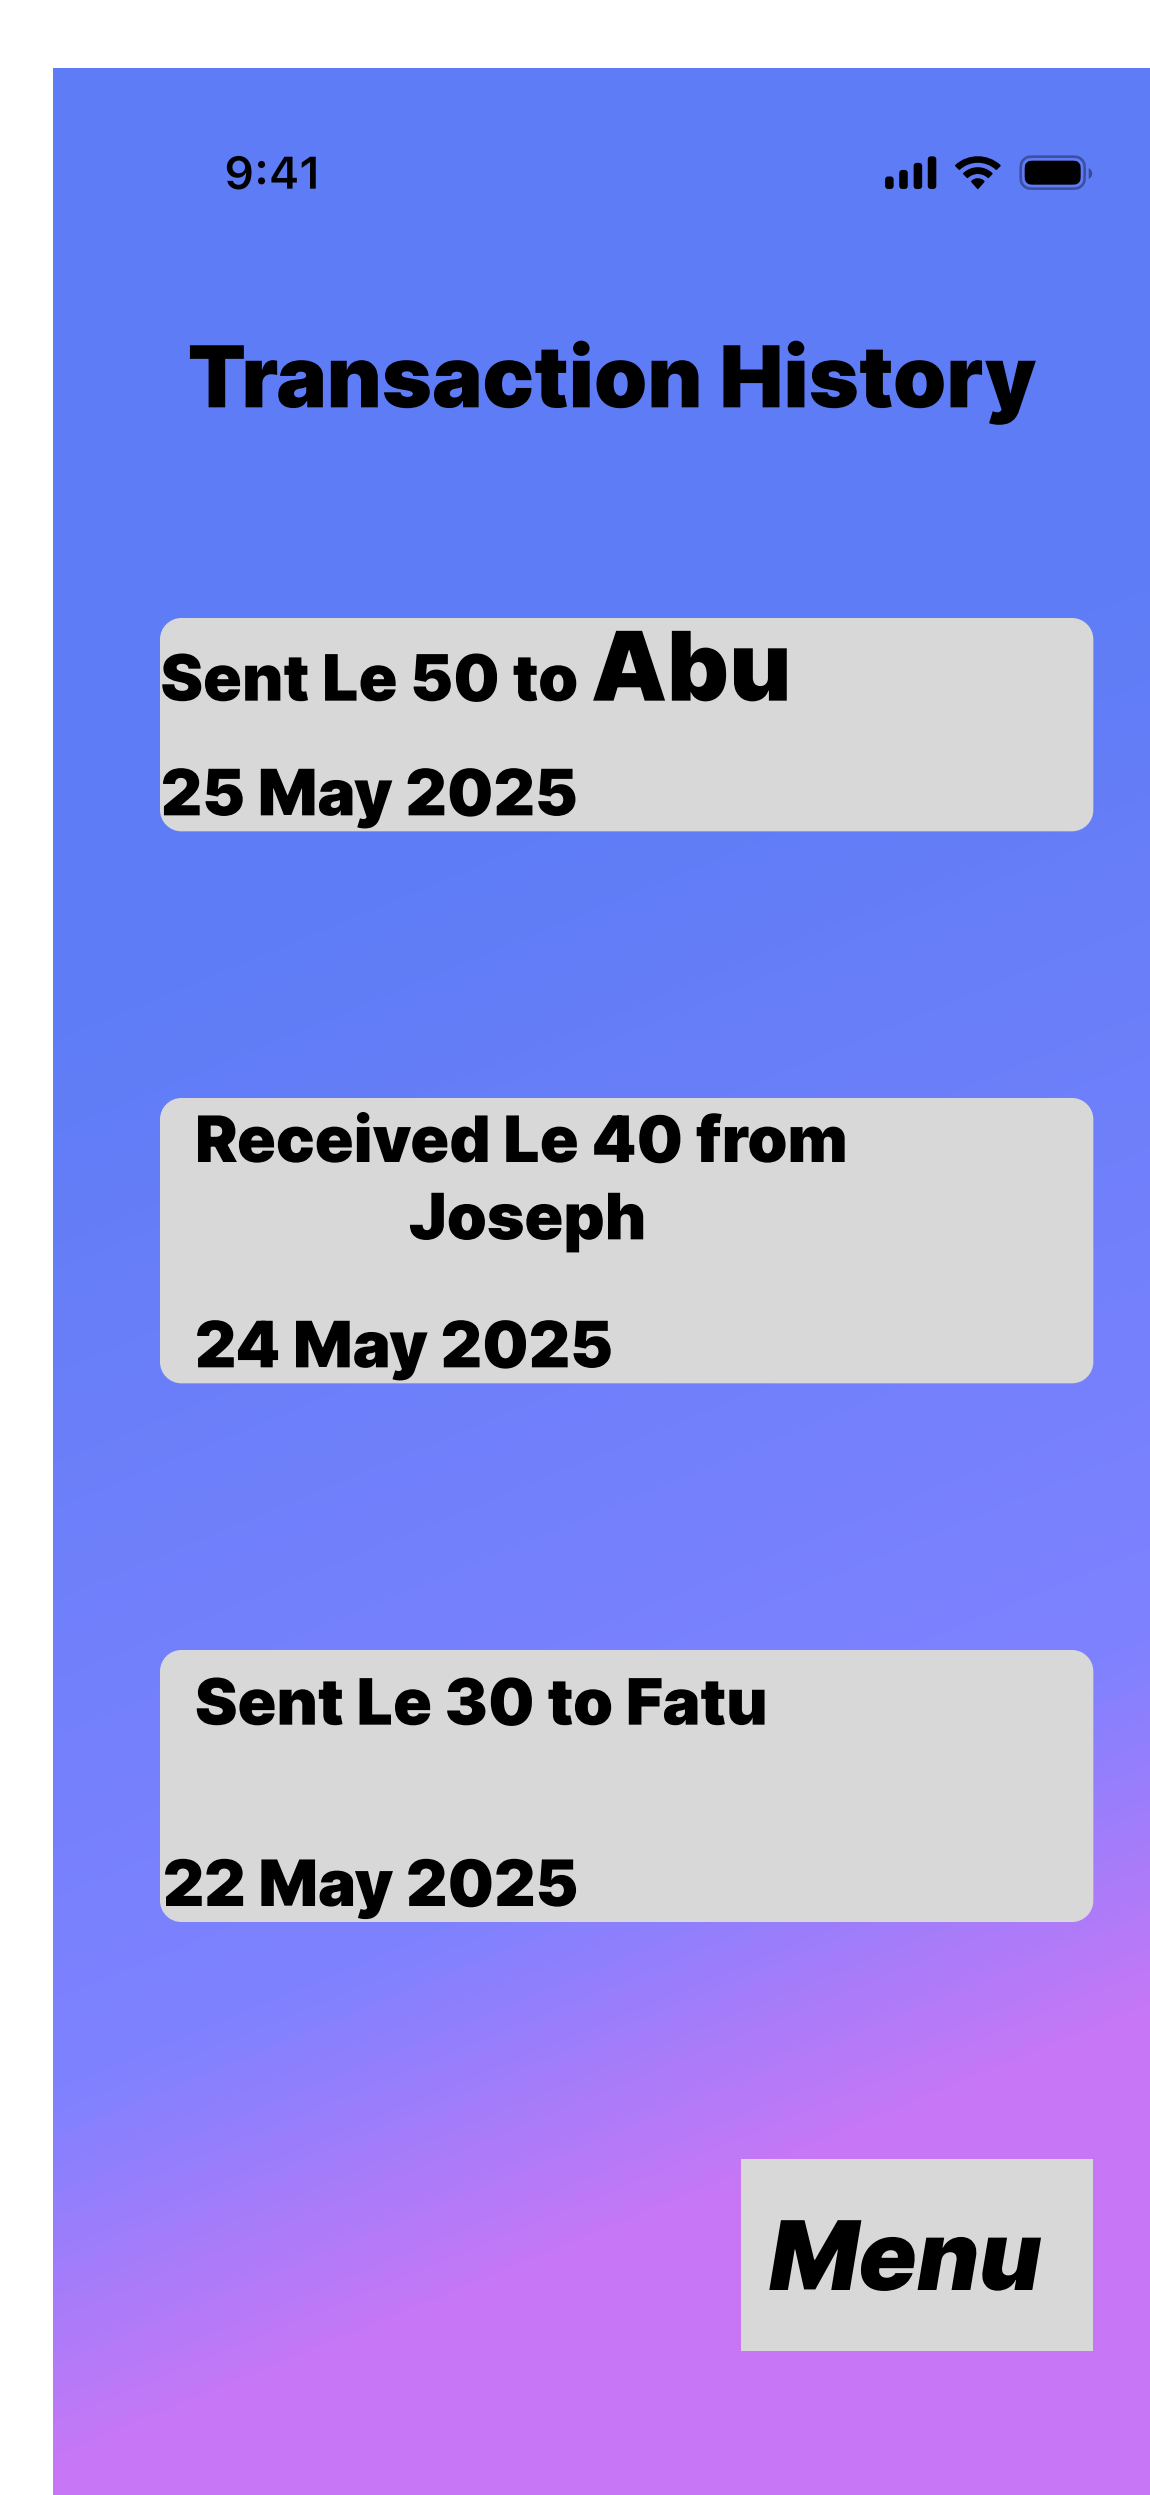 9:41
Transaction History
Sent Le 50 to Abu
25 May 2025
Received Le 40 from
Joseph
24 May 2025
Sent Le 30 to Fatu
22 May 2025
Menu